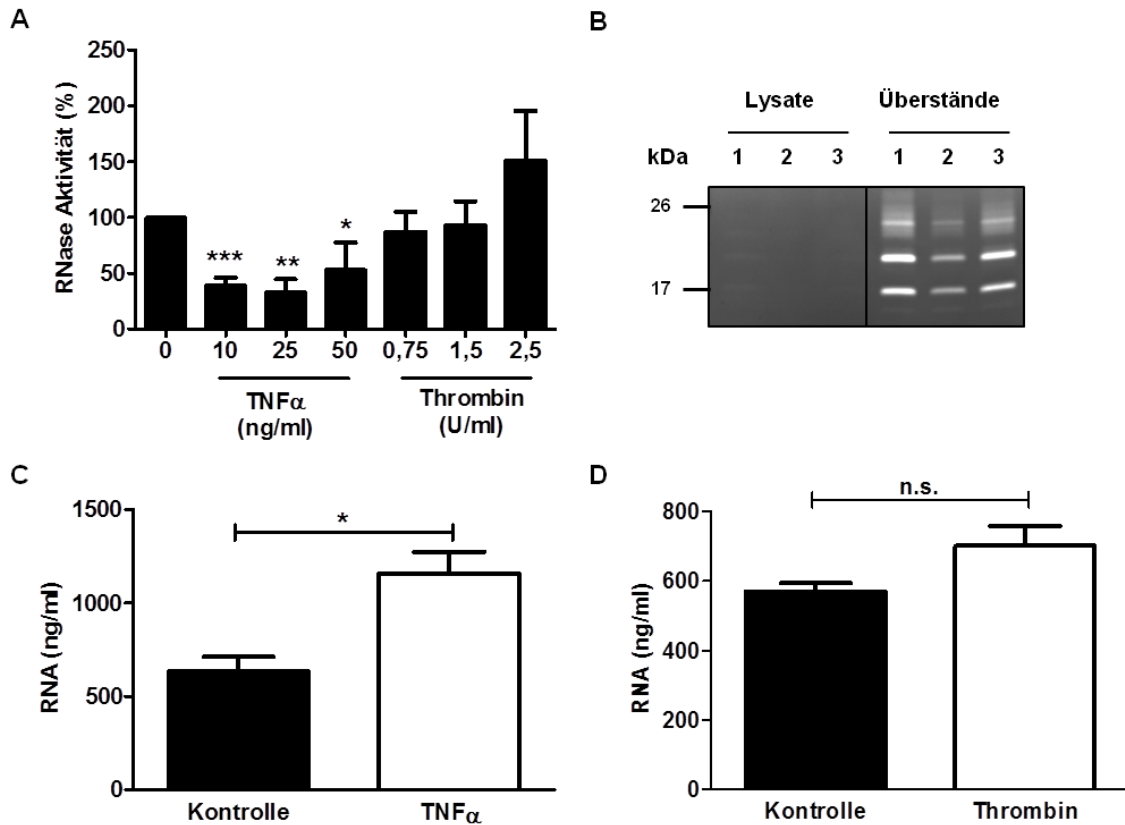 A
RNase Aktivität (%)
250
200
150
100
50
0
***
**
*
0 10 25 50 0,75 1,5 2,5
TNFα
(ng/ml)
Thrombin
(U/ml)
B
Lysate Überstände
kDa 1 2 3 1 2 3
26
17
C
RNA (ng/ml)
1500
1000
500
0
*
Kontrolle TNFα
D
RNA (ng/ml)
800
600
400
200
0
n.s.
Kontrolle Thrombin